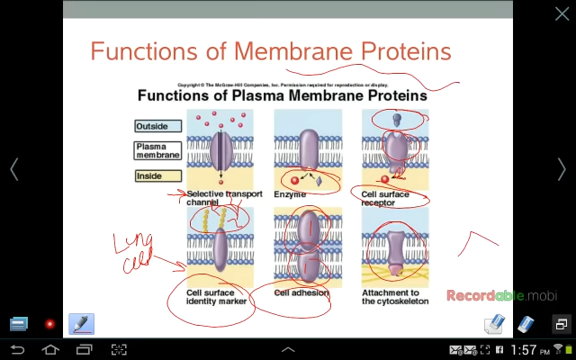 Functions of Membrane Proteins
Copyright © The McGraw-Hill Companies, Inc. Permission required for reproduction or display.
Functions of Plasma Membrane Proteins
Outside
Plasma
membrane
Inside
Selective transport
channel
Enzyme
Cell surface
receptor
Lung
Cell
Cell surface
identity marker
Cell adhesion
Attachment to
the cytoskeleton
Recordable.mobi
1:57 PM